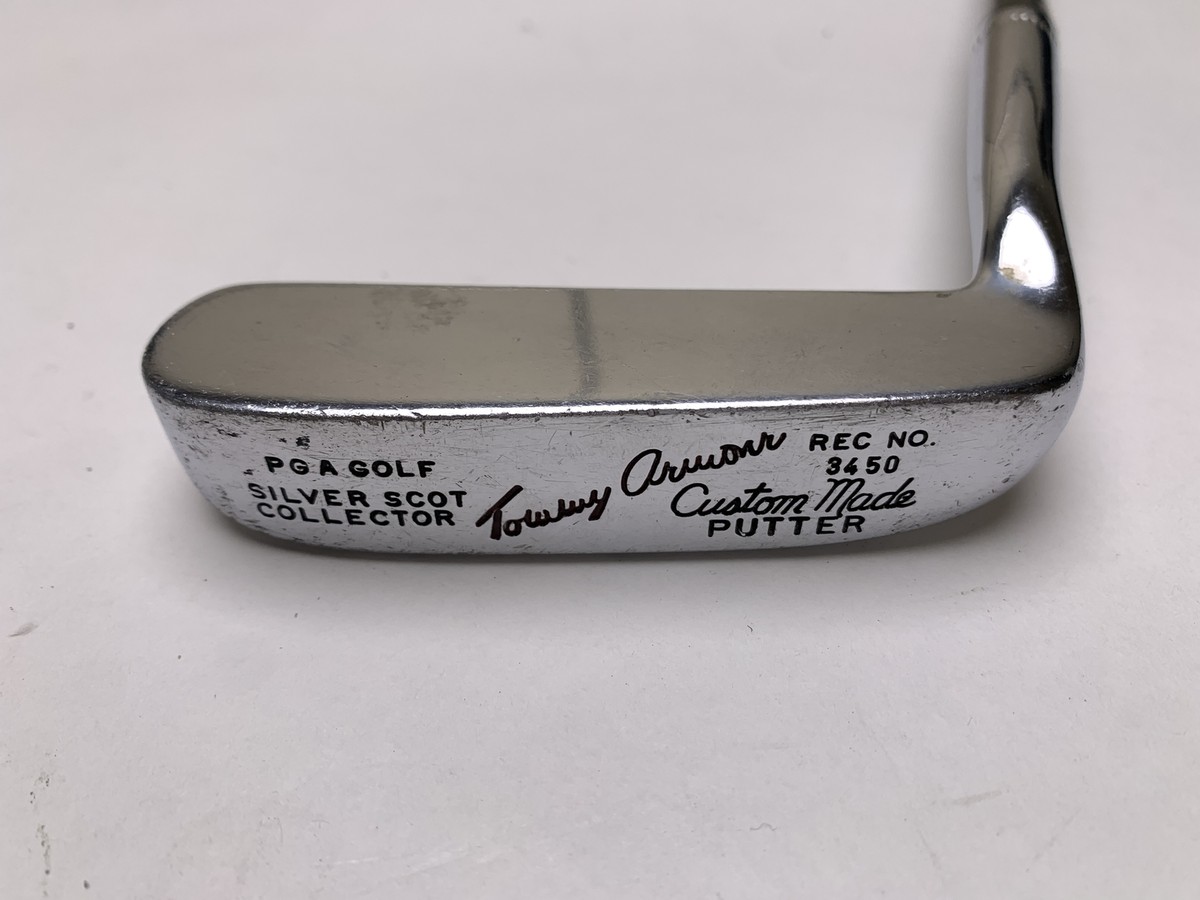 PGA GOLF
SILVER SCOT
COLLECTOR
Tommy Armour
REC NO.
3450
Custom Made
PUTTER